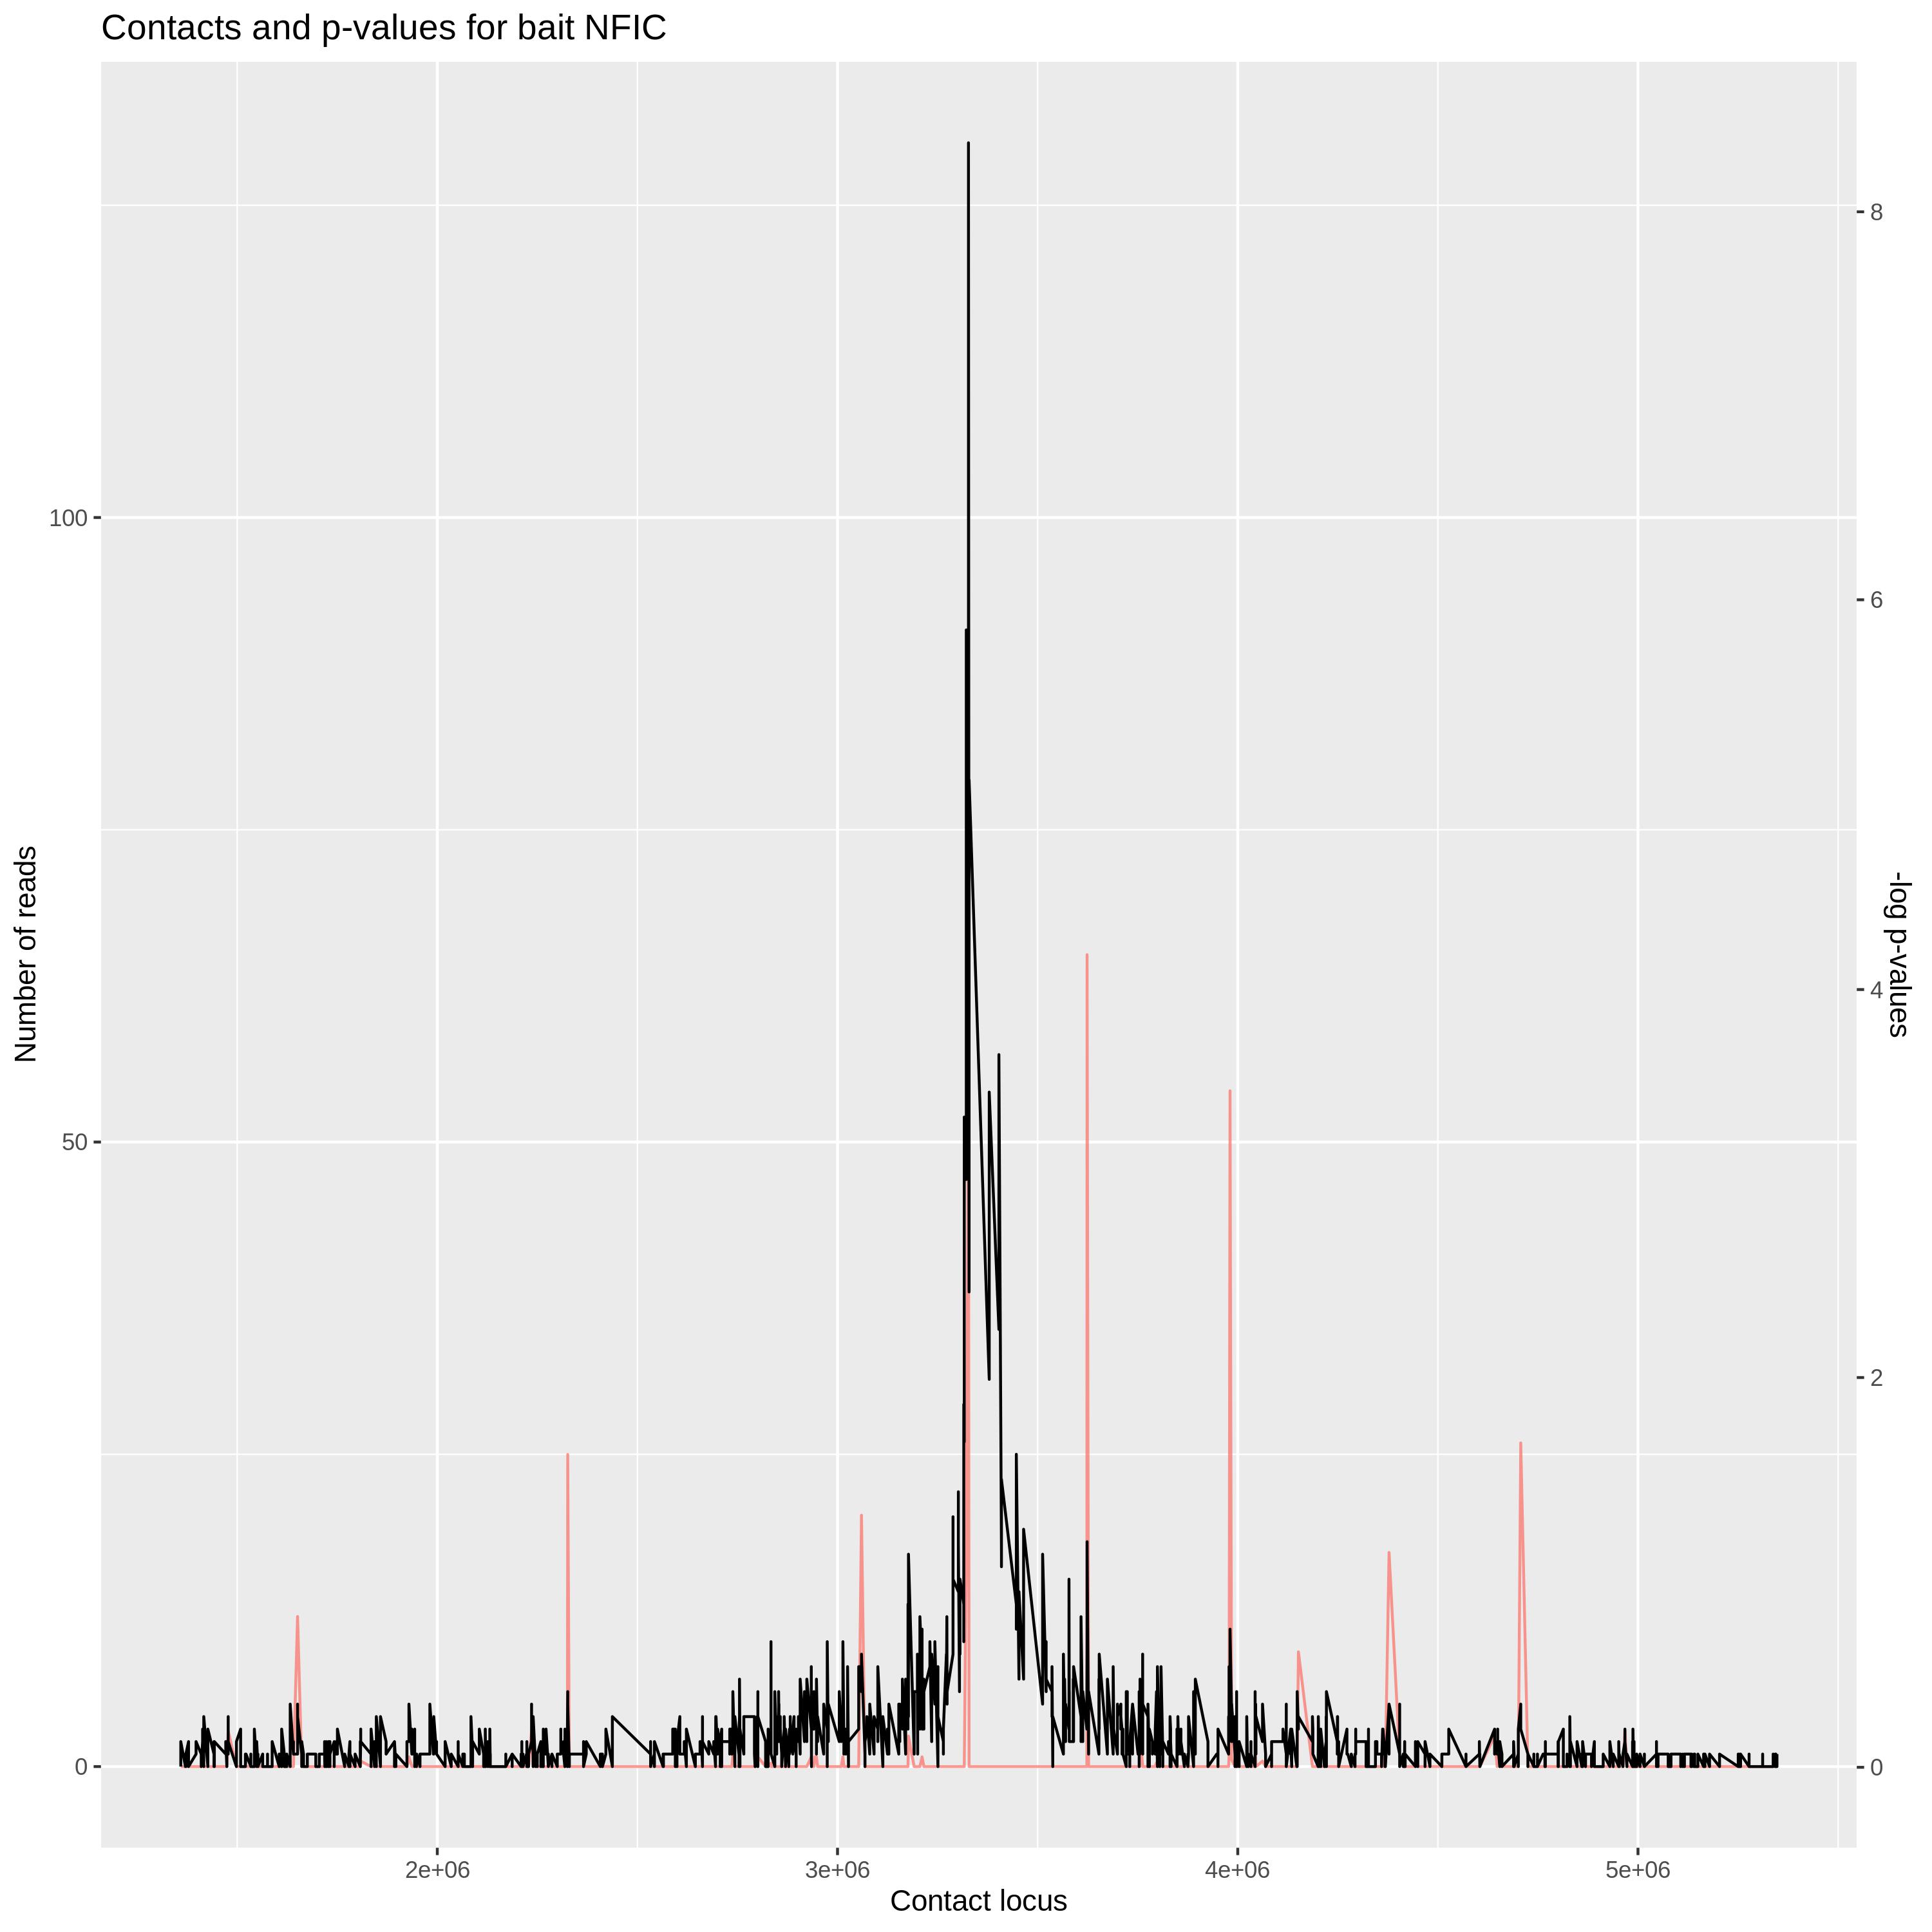 Contacts and p-values for bait NFIC
Number of reads
100
50
0
8
6
4
2
0
-log p-values
2e+06
3e+06
4e+06
5e+06
Contact locus